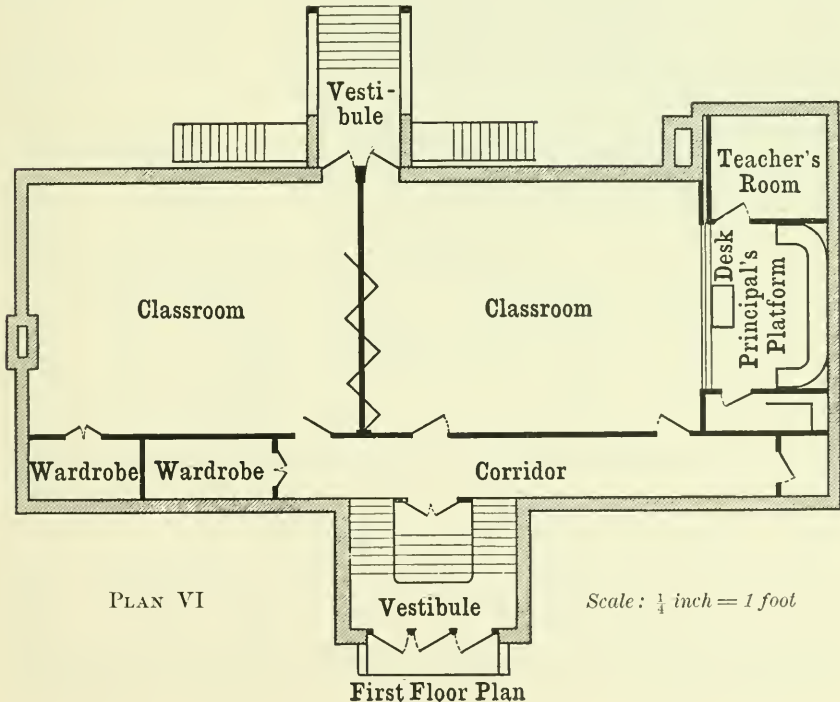 Vesti-
bule
Teacher's
Room
Classroom
Classroom
Desk
Principal's
Platform
Wardrobe
Wardrobe
Corridor
Vestibule
PLAN VI
Scale: ¼ inch = 1 foot
First Floor Plan